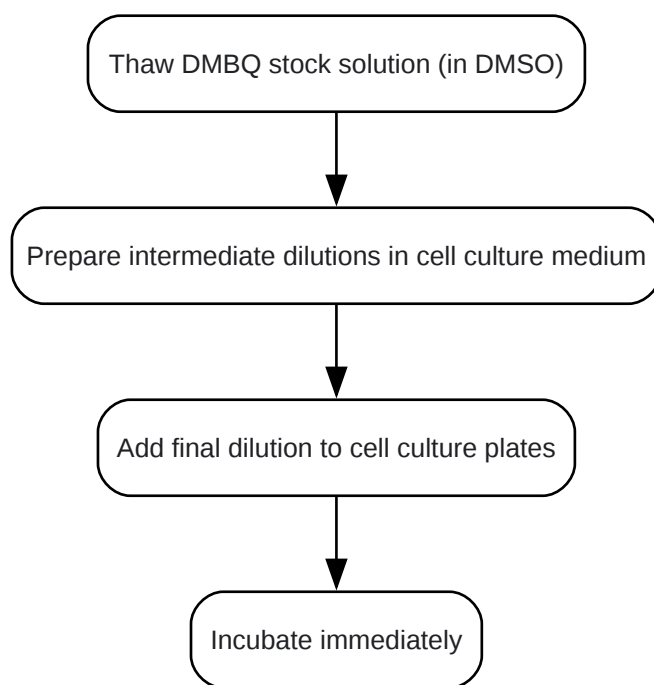 Thaw DMBQ stock solution (in DMSO)
Prepare intermediate dilutions in cell culture medium
Add final dilution to cell culture plates
Incubate immediately